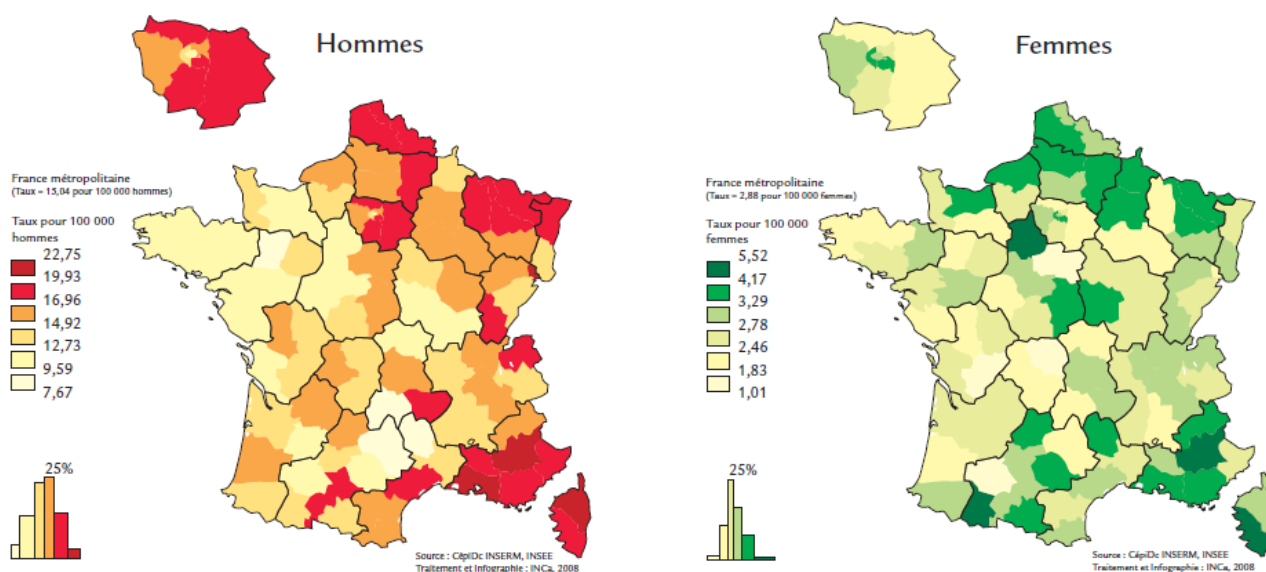 Hommes
France métropolitaine
(Taux = 15,04 pour 100 000 hommes)
Taux pour 100 000
hommes
22,75
19,93
16,96
14,92
12,73
9,59
7,67
25%
Source : CépiDc INSERM, INSEE
Traitement et Infographie : INCa, 2008
Femmes
France métropolitaine
(Taux = 2,88 pour 100 000 femmes)
Taux pour 100 000
femmes
5,52
4,17
3,29
2,78
2,46
1,83
1,01
25%
Source : CépiDc INSERM, INSEE
Traitement et Infographie : INCa, 2008